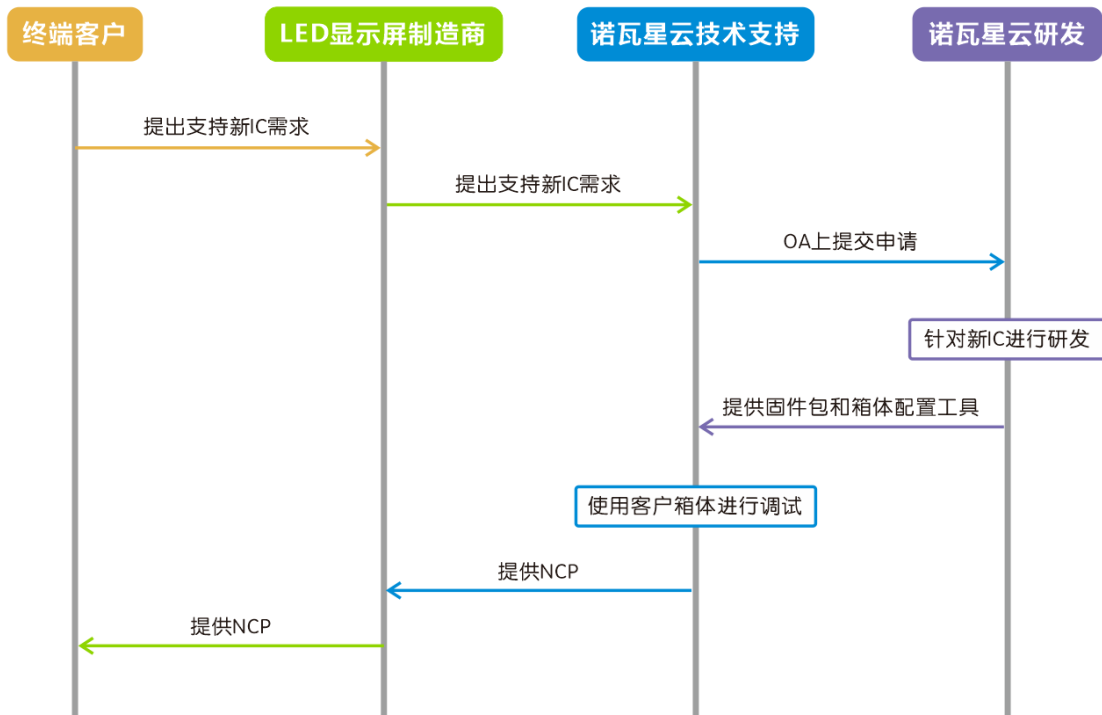 终端客户
LED显示屏制造商
诺瓦星云技术支持
诺瓦星云研发
提出支持新IC需求
提出支持新IC需求
OA上提交申请
针对新IC进行研发
提供固件包和箱体配置工具
使用客户箱体进行调试
提供NCP
提供NCP